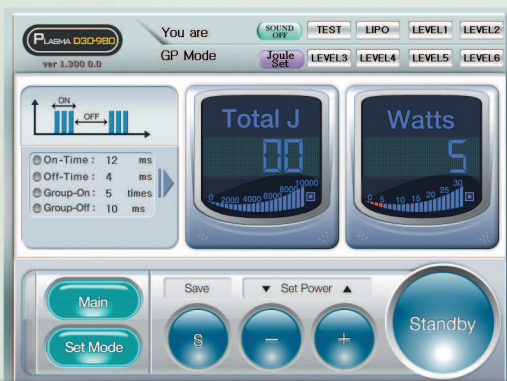 PLASMA D30-980
ver 1.300 0.0
You are
GP Mode
SOUND OFF
TEST
LIPO
LEVEL1
LEVEL2
Joule Set
LEVEL3
LEVEL4
LEVEL5
LEVEL6
ON
OFF
On-Time : 12 ms
Off-Time : 4 ms
Group-On : 5 times
Group-Off : 10 ms
Total J
00
0 2000 4000 6000 8000 10000
Watts
5
0 5 10 15 20 25 30
Main
Set Mode
Save
▼ Set Power ▲
S
−
+
Standby